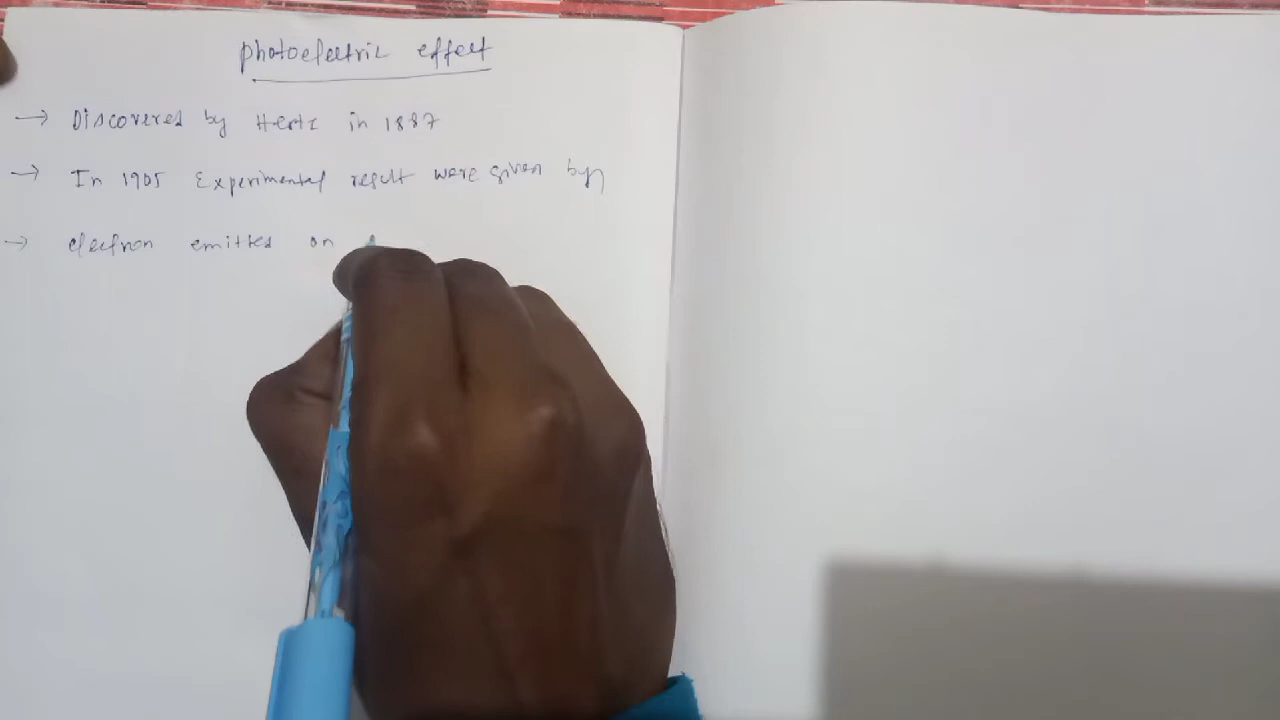 photoelectric effect
→ Discovered by Hertz in 1887
→ In 1905 Experimental result were given by
→ electron emitted on